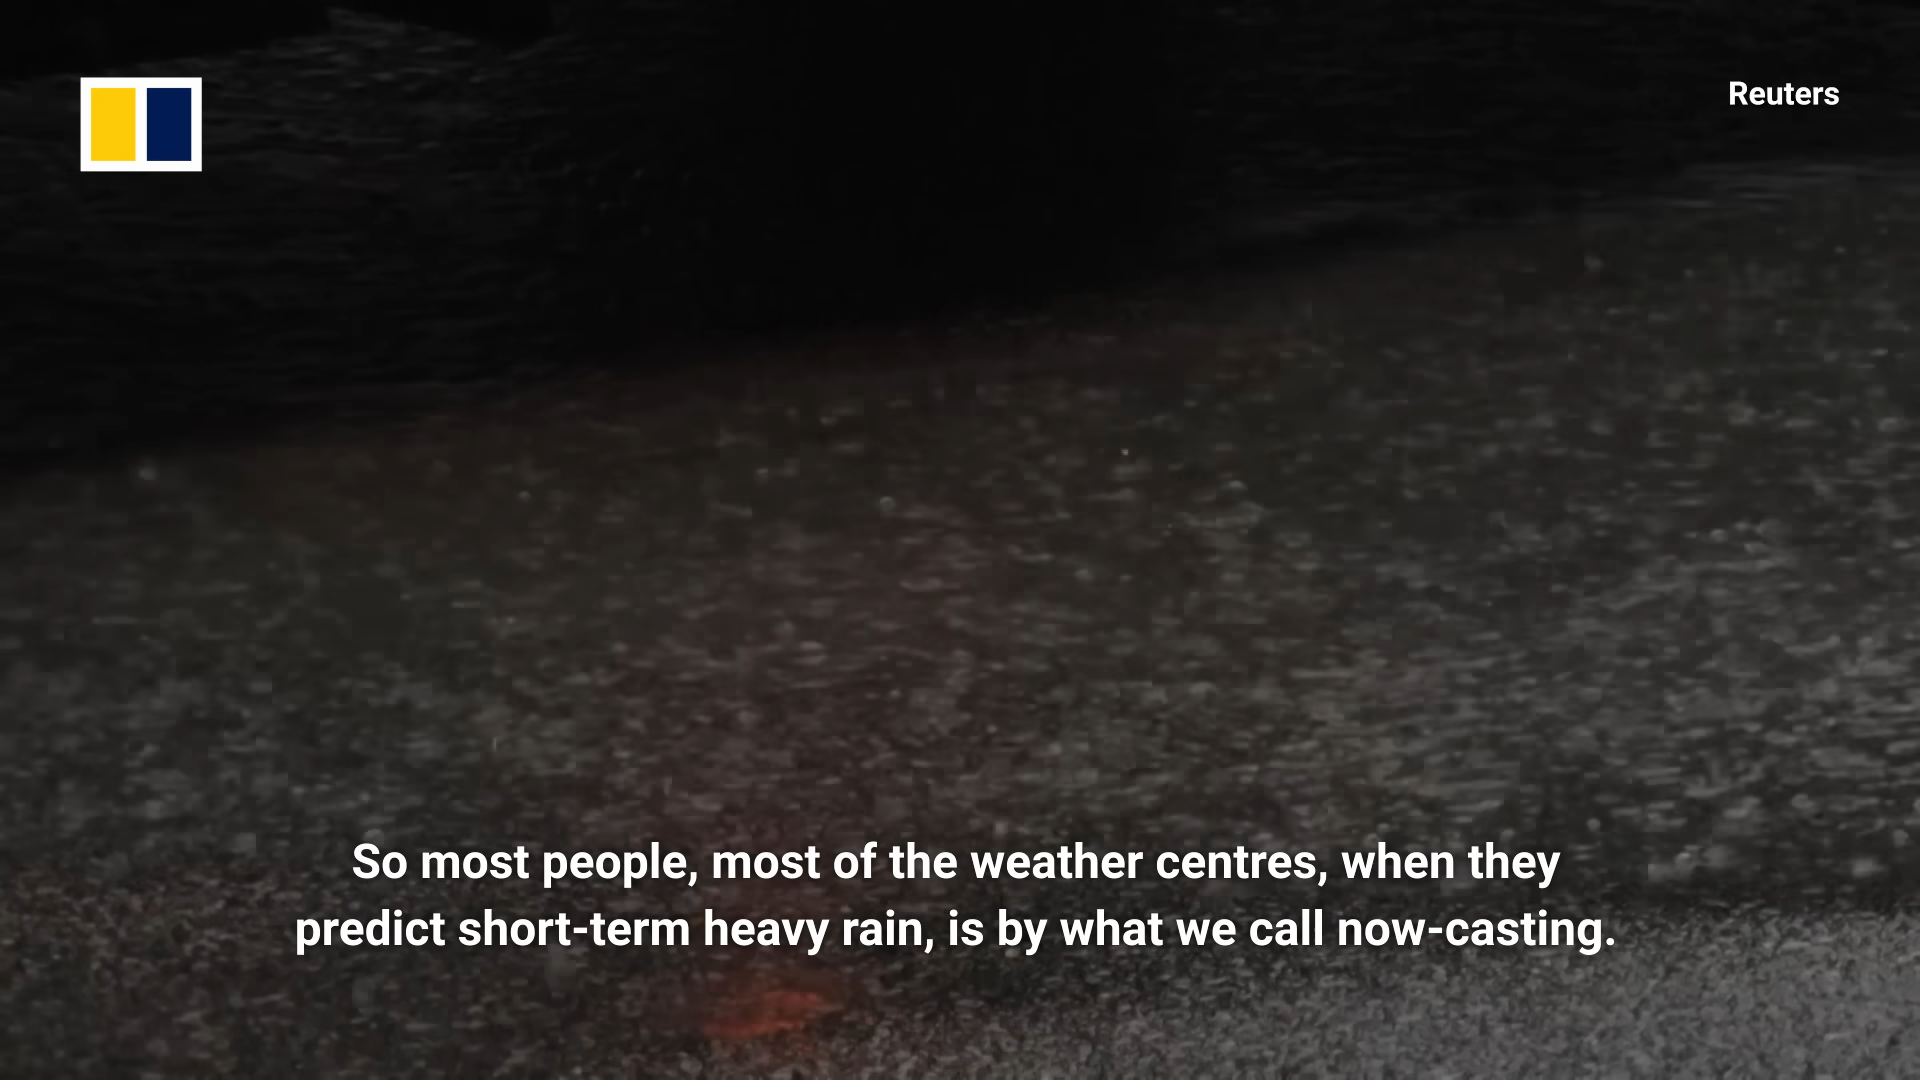 Reuters
So most people, most of the weather centres, when they
predict short-term heavy rain, is by what we call now-casting.